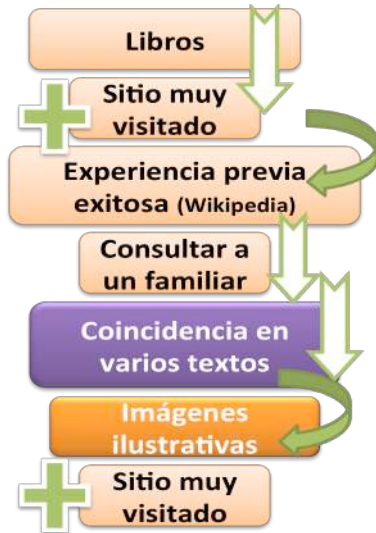 Libros
Sitio muy
visitado
Experiencia previa
exitosa (Wikipedia)
Consultar a
un familiar
Coincidencia en
varios textos
Imágenes
ilustrativas
Sitio muy
visitado